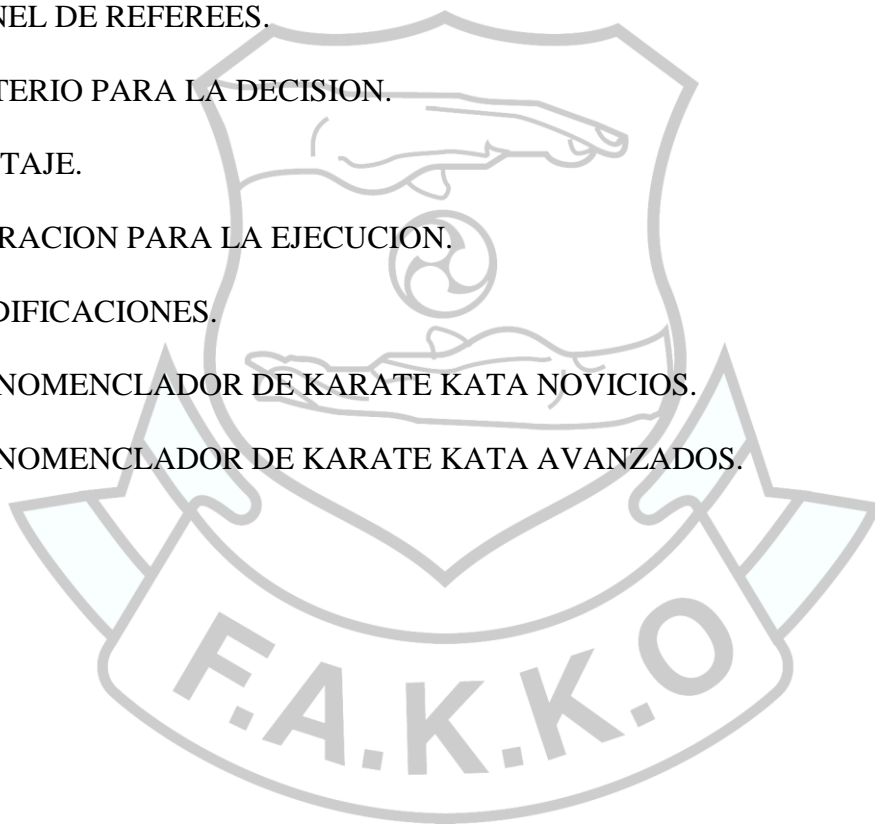 NEL DE REFEREES.
TERIO PARA LA DECISION.
TAJE.
RACION PARA LA EJECUCION.
DIFICACIONES.
NOMENCLADOR DE KARATE KATA NOVICIOS.
NOMENCLADOR DE KARATE KATA AVANZADOS.
F.A.K.K.O